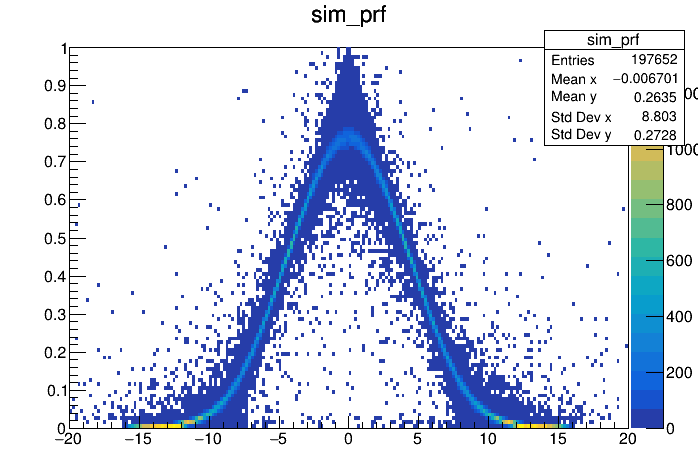 sim_prf
sim_prf
Entries 197652
Mean x −0.006701
Mean y 0.2635
Std Dev x 8.803
Std Dev y 0.2728
1
0.9
0.8
0.7
0.6
0.5
0.4
0.3
0.2
0.1
0
−20 −15 −10 −5 0 5 10 15 20
1000
800
600
400
200
0